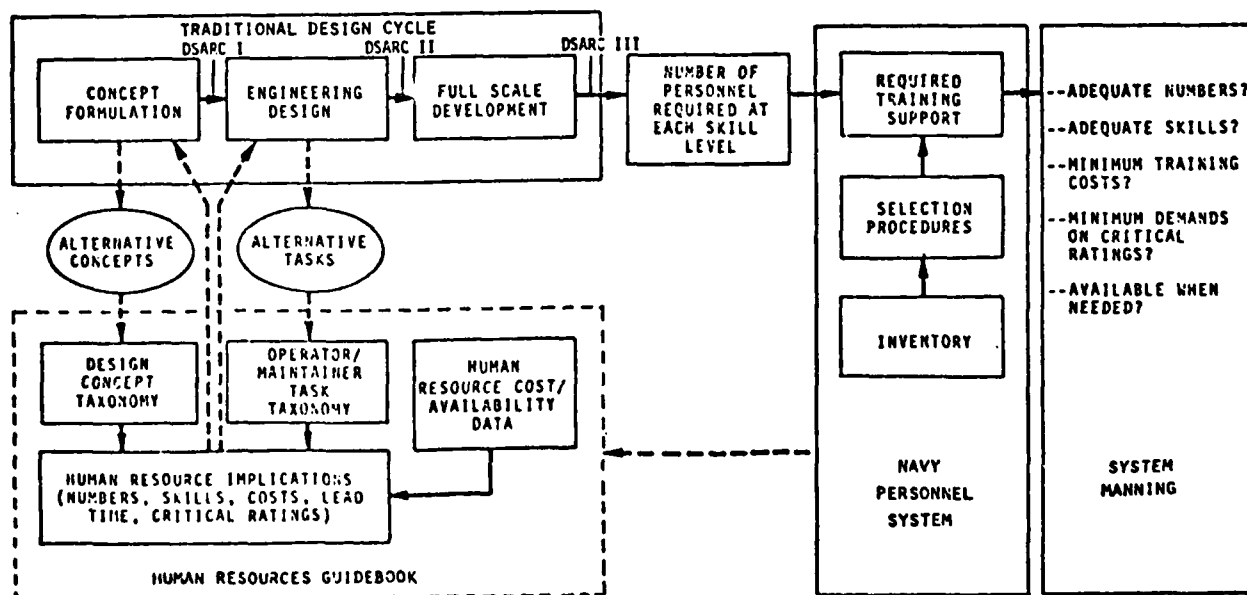 TRADITIONAL DESIGN CYCLE
DSARC I
DSARC II
DSARC III
CONCEPT
FORMULATION
ENGINEERING
DESIGN
FULL SCALE
DEVELOPMENT
NUMBER OF
PERSONNEL
REQUIRED AT
EACH SKILL
LEVEL
REQUIRED
TRAINING
SUPPORT
SELECTION
PROCEDURES
INVENTORY
NAVY
PERSONNEL
SYSTEM
--ADEQUATE NUMBERS?
--ADEQUATE SKILLS?
--MINIMUM TRAINING
COSTS?
--MINIMUM DEMANDS
ON CRITICAL
RATINGS?
--AVAILABLE WHEN
NEEDED?
SYSTEM
MANNING
ALTERNATIVE
CONCEPTS
ALTERNATIVE
TASKS
DESIGN
CONCEPT
TAXONOMY
OPERATOR/
MAINTAINER
TASK
TAXONOMY
HUMAN
RESOURCE COST/
AVAILABILITY
DATA
HUMAN RESOURCE IMPLICATIONS
(NUMBERS, SKILLS, COSTS, LEAD
TIME, CRITICAL RATINGS)
HUMAN RESOURCES GUIDEBOOK